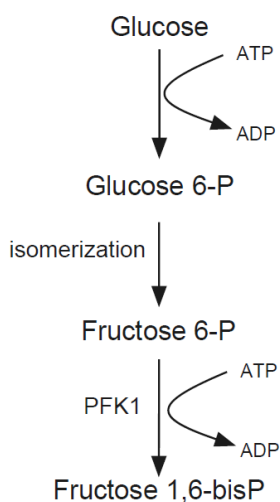 Glucose
ATP
ADP
Glucose 6-P
isomerization
Fructose 6-P
ATP
PFK1
ADP
Fructose 1,6-bisP